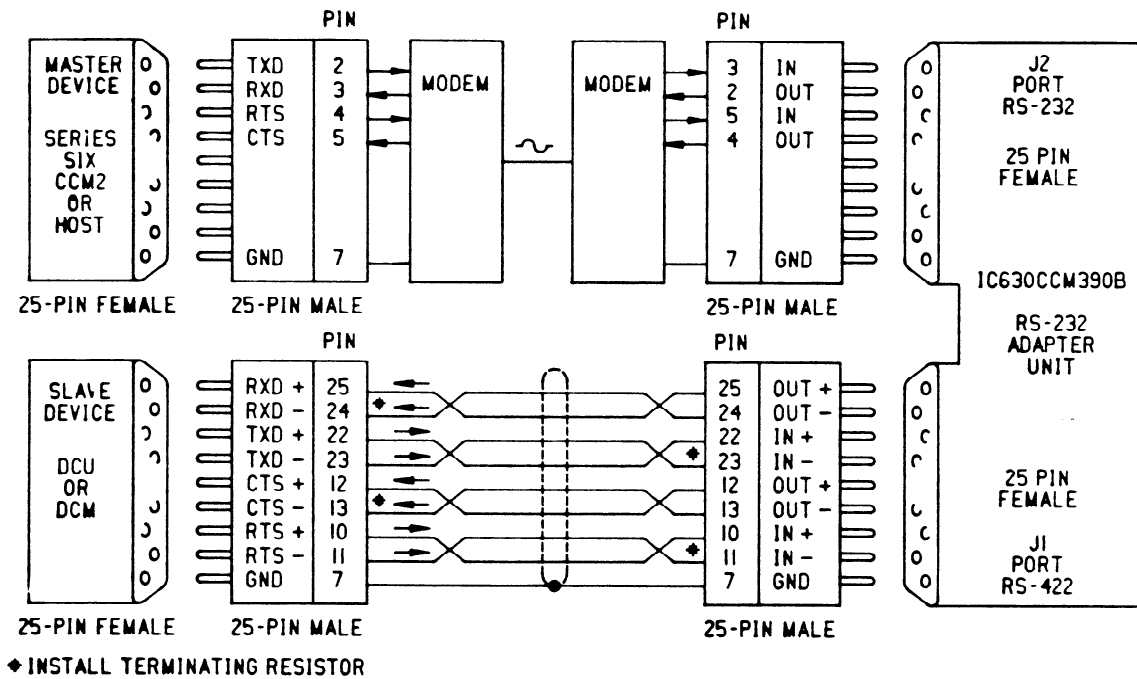 PIN
PIN
MASTER
DEVICE
SERIES
SIX
CCM2
OR
HOST
TXD 2
RXD 3
RTS 4
CTS 5
GND 7
MODEM
MODEM
3 IN
2 OUT
5 IN
4 OUT
7 GND
J2
PORT
RS-232
25 PIN
FEMALE
25-PIN FEMALE
25-PIN MALE
25-PIN MALE
IC630CCM390B
RS-232
ADAPTER
UNIT
PIN
PIN
SLAVE
DEVICE
DCU
OR
DCM
RXD + 25
RXD - 24
TXD + 22
TXD - 23
CTS + 12
CTS - 13
RTS + 10
RTS - 11
GND 7
25 OUT +
24 OUT -
22 IN +
23 IN -
12 OUT +
13 OUT -
10 IN +
11 IN -
7 GND
25 PIN
FEMALE
J1
PORT
RS-422
25-PIN FEMALE
25-PIN MALE
25-PIN MALE
◆ INSTALL TERMINATING RESISTOR